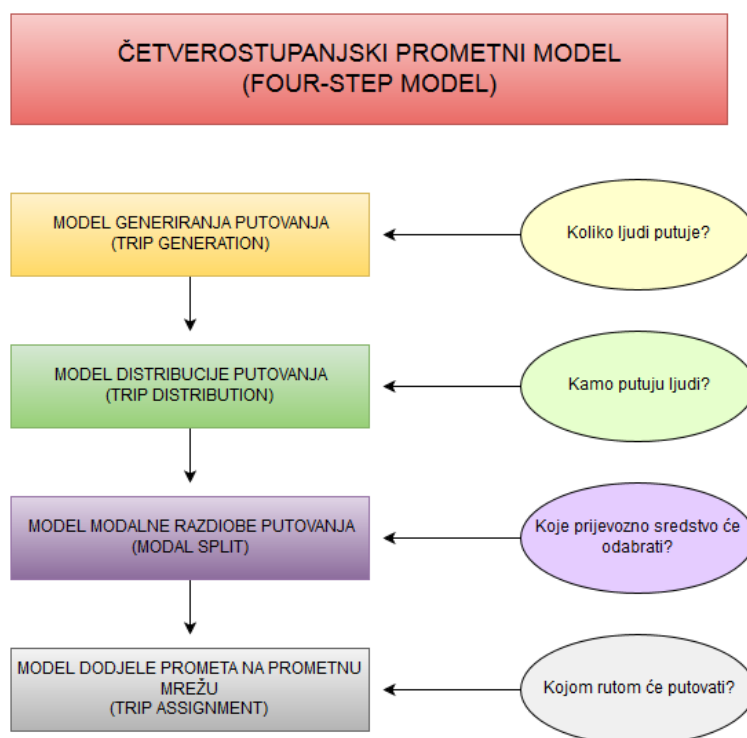 ČETVEROSTUPANJSKI PROMETNI MODEL
(FOUR-STEP MODEL)
MODEL GENERIRANJA PUTOVANJA
(TRIP GENERATION)
Koliko ljudi putuje?
MODEL DISTRIBUCIJE PUTOVANJA
(TRIP DISTRIBUTION)
Kamo putuju ljudi?
MODEL MODALNE RAZDIOBE PUTOVANJA
(MODAL SPLIT)
Koje prijevozno sredstvo će
odabrati?
MODEL DODJELE PROMETA NA PROMETNU
MREŽU
(TRIP ASSIGNMENT)
Kojom rutom će putovati?